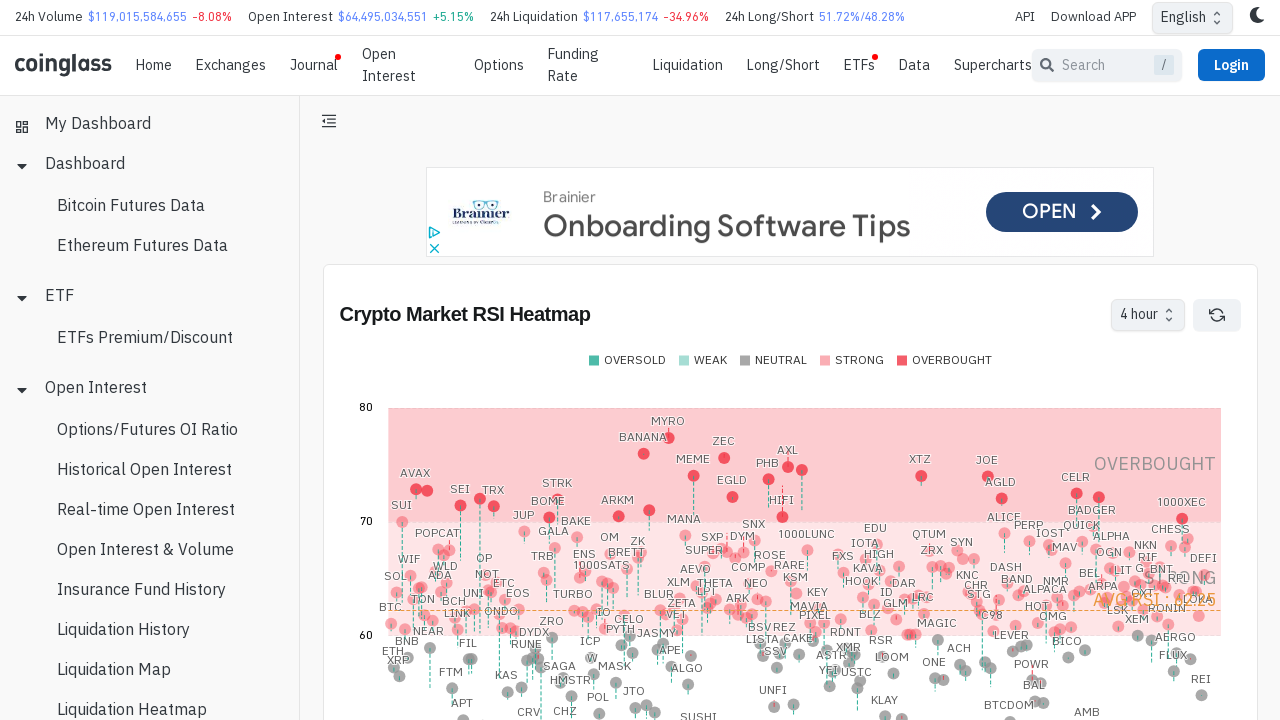 24h Volume $119,015,584,655 -8.08% Open Interest $64,495,034,551 +5.15% 24h Liquidation $117,655,174 -34.96% 24h Long/Short 51.72%/48.28% API Download APP English
coinglass Home Exchanges Journal Open Interest Options Funding Rate Liquidation Long/Short ETFs Data Supercharts Search / Login
My Dashboard
Dashboard
Bitcoin Futures Data
Ethereum Futures Data
ETF
ETFs Premium/Discount
Open Interest
Options/Futures OI Ratio
Historical Open Interest
Real-time Open Interest
Open Interest & Volume
Insurance Fund History
Liquidation History
Liquidation Map
Liquidation Heatmap
Brainier
LEARNING BY
Brainier
Onboarding Software Tips
OPEN
Crypto Market RSI Heatmap
4 hour
OVERSOLD WEAK NEUTRAL STRONG OVERBOUGHT
80
MYRO
BANANA ZEC
AXL
MEME PHB XTZ JOE OVERBOUGHT
AVAX EGLD AGLD CELR
SEI TRX STRK
SUI BOME ARKM HIFI BADGER 1000XEC
70
JUP BAKE MANA SNX ALICE PERP QUICK CHESS
POPCAT GALA OM ZK SXP DYM 1000LUNC EDU QTUM IOST ALPHA
WIF OP TRB ENS BRETT SUPER ROSE FXS IOTA HIGH ZRX SYN MAV OGN NKN DEFI
SOL WLD ADA NOT 1000SATS AEVO COMP RARE KAVA DASH BEL LIT BNT
ETC XLM THETA NEO KSM HOOK DAR KNC CHR BAND NMR ARPA RPL STRONG
BTC TON BCH UNI EOS TURBO BLUR LPT ARK KEY ID LRC STG ALPACA OXT LOKA
LINK ONDO IO ZETA VET MAVIA GLM HOT LSK RONIN
ZRO CELO PIXEL BLZ MAGIC C98 OMG XEM
60
NEAR DYDX PYTH JASMY BSV REZ RDNT LEVER AERGO
ETH BNB FIL RUNE ICP APE LISTA CAKE RSR ACH BICO
XRP W SSV ASTR XMR LOOM ONE POWR FLUX
FTM KAS SAGA MASK ALGO YFI USTC REI
HMSTR JTO UNFI BAL
APT CRV CHZ POL KLAY BTCDOM AMB
SUSHI